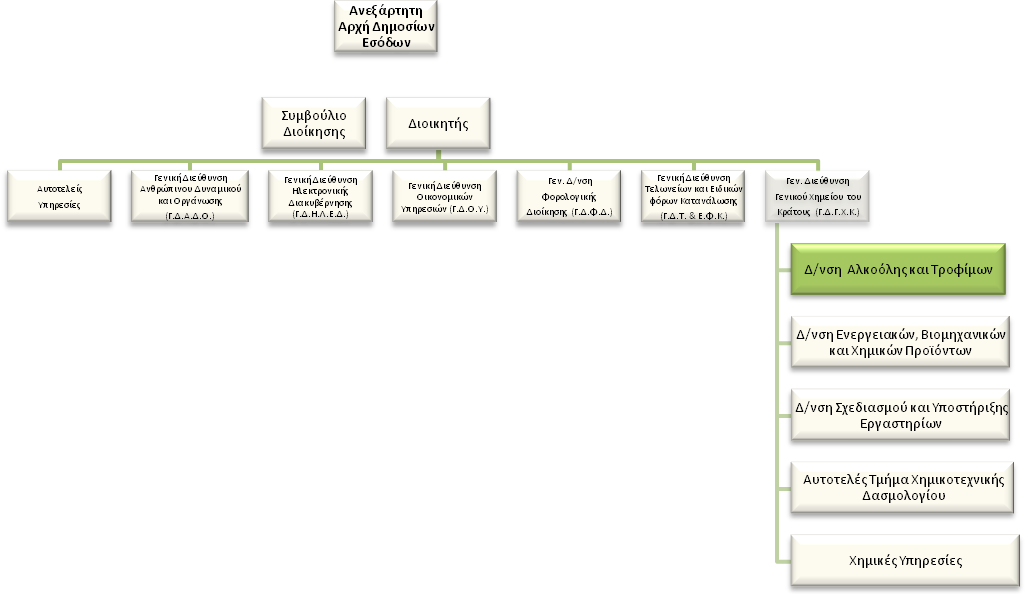 Ανεξάρτητη
Αρχή Δημοσίων
Εσόδων
Συμβούλιο
Διοίκησης
Διοικητής
Αυτοτελείς
Υπηρεσίες
Γενική Διεύθυνση
Ανθρώπινου Δυναμικού
και Οργάνωσης
(Γ.Δ.Α.Δ.Ο.)
Γενική Διεύθυνση
Ηλεκτρονικής
Διακυβέρνησης
(Γ.Δ.ΗΛ.Ε.Δ.)
Γενική Διεύθυνση
Οικονομικών
Υπηρεσιών (Γ.Δ.Ο.Υ.)
Γεν. Δ/νση
Φορολογικής
Διοίκησης (Γ.Δ.Φ.Δ.)
Γενική Διεύθυνση
Τελωνείων και Ειδικών
φόρων Κατανάλωσης
(Γ.Δ.Τ. & Ε.Φ.Κ.)
Γεν. Διεύθυνση
Γενικού Χημείου του
Κράτους (Γ.Δ.Γ.Χ.Κ.)
Δ/νση Αλκοόλης και Τροφίμων
Δ/νση Ενεργειακών, Βιομηχανικών
και Χημικών Προϊόντων
Δ/νση Σχεδιασμού και Υποστήριξης
Εργαστηρίων
Αυτοτελές Τμήμα Χημικοτεχνικής
Δασμολογίου
Χημικές Υπηρεσίες